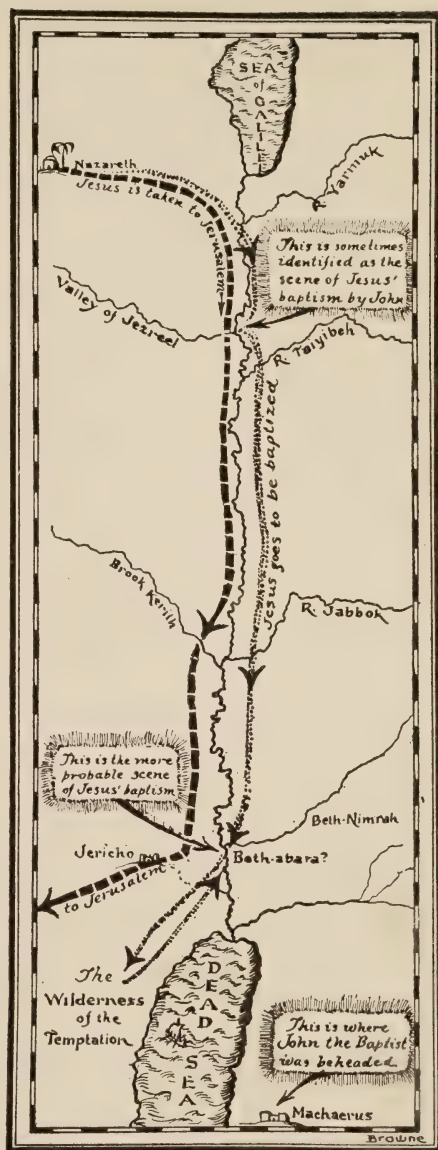 SEA
of
GALILEE
Nazareth
Jesus is taken to Jerusalem
R. Yarmuk
This is sometimes
identified as the
scene of Jesus'
baptism by John
Valley of Jezreel
R. Taiyibeh
Jesus goes to be baptized
Brook Kerith
R. Jabbok
This is the more
probable scene
of Jesus' baptism
Beth-Nimrah
Jericho
Beth-abara?
to Jerusalem
The
Wilderness
of the
Temptation
DEAD
SEA
This is where
John the Baptist
was beheaded
Machaerus
Browne